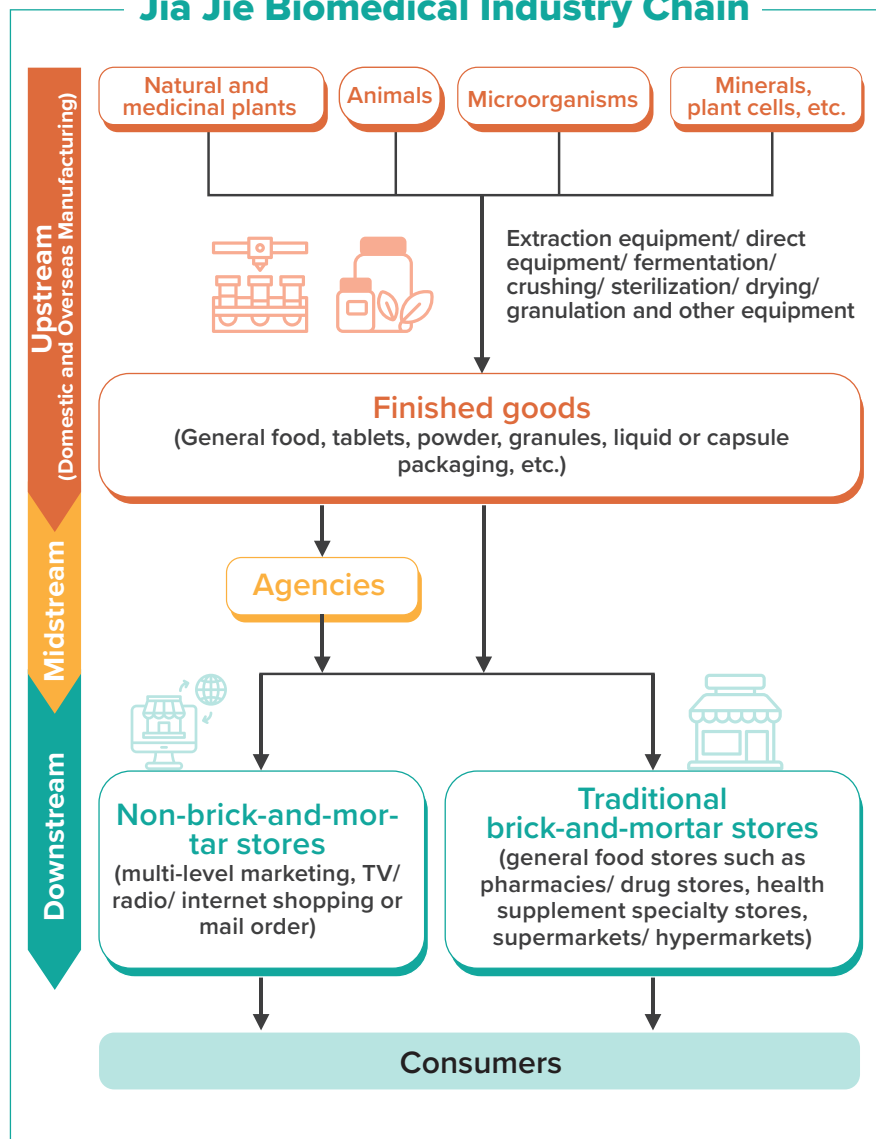 Jia Jie Biomedical Industry Chain
Upstream
(Domestic and Overseas Manufacturing)
Natural and
medicinal plants
Animals
Microorganisms
Minerals,
plant cells, etc.
Extraction equipment/ direct
equipment/ fermentation/
crushing/ sterilization/ drying/
granulation and other equipment
Finished goods
(General food, tablets, powder, granules, liquid or capsule
packaging, etc.)
Midstream
Agencies
Downstream
Non-brick-and-mor-
tar stores
(multi-level marketing, TV/
radio/ internet shopping or
mail order)
Traditional
brick-and-mortar stores
(general food stores such as
pharmacies/ drug stores, health
supplement specialty stores,
supermarkets/ hypermarkets)
Consumers